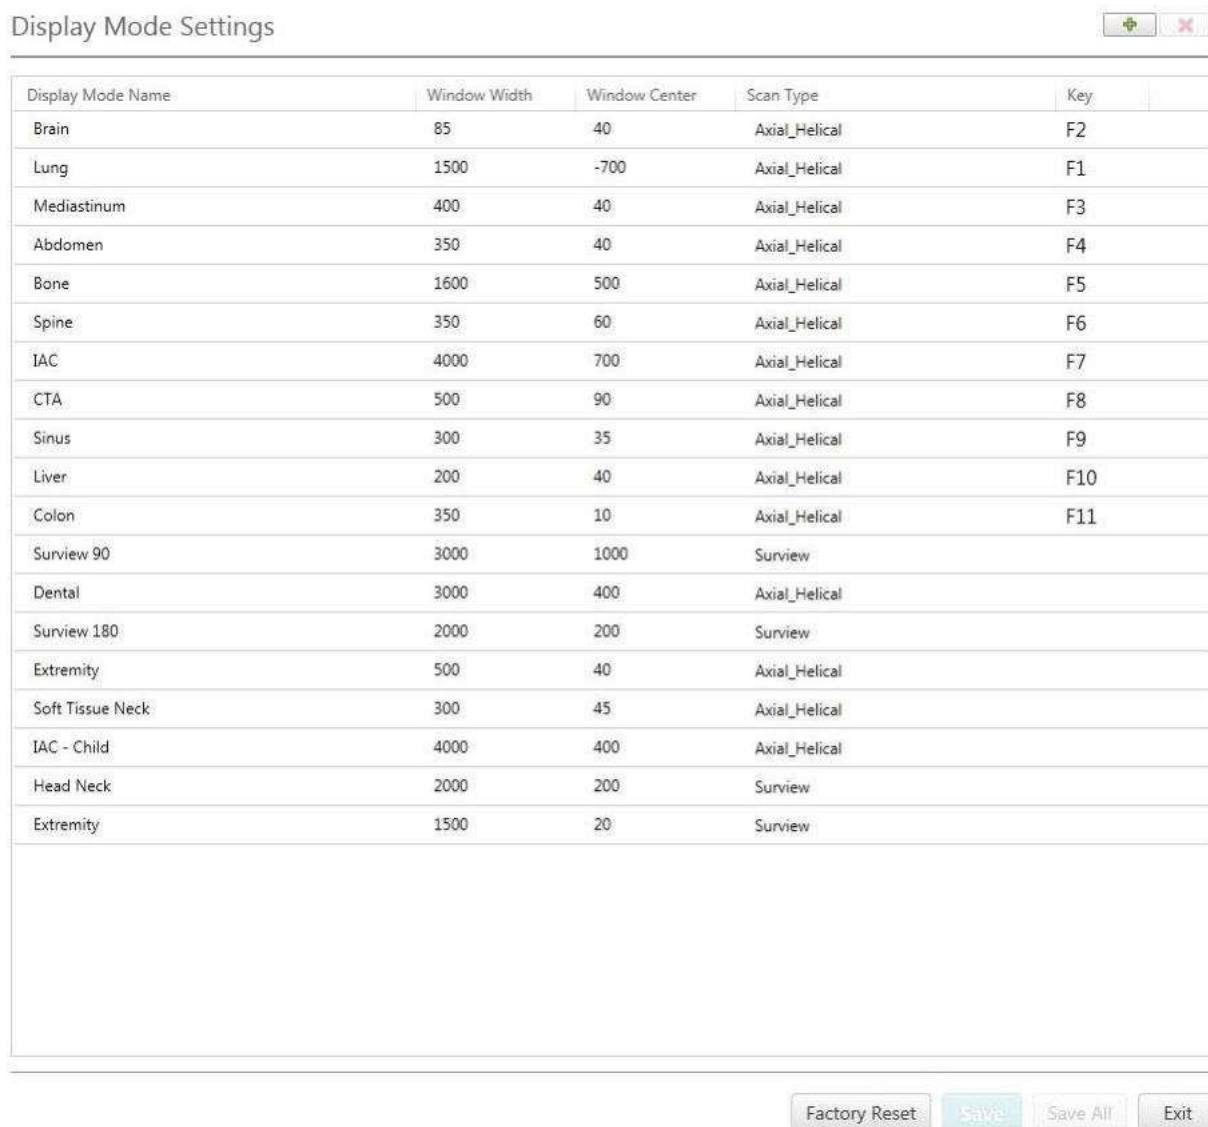 Display Mode Settings
Display Mode Name Window Width Window Center Scan Type Key
Brain 85 40 Axial_Helical F2
Lung 1500 -700 Axial_Helical F1
Mediastinum 400 40 Axial_Helical F3
Abdomen 350 40 Axial_Helical F4
Bone 1600 500 Axial_Helical F5
Spine 350 60 Axial_Helical F6
IAC 4000 700 Axial_Helical F7
CTA 500 90 Axial_Helical F8
Sinus 300 35 Axial_Helical F9
Liver 200 40 Axial_Helical F10
Colon 350 10 Axial_Helical F11
Surview 90 3000 1000 Surview
Dental 3000 400 Axial_Helical
Surview 180 2000 200 Surview
Extremity 500 40 Axial_Helical
Soft Tissue Neck 300 45 Axial_Helical
IAC - Child 4000 400 Axial_Helical
Head Neck 2000 200 Surview
Extremity 1500 20 Surview
Factory Reset Save Save All Exit